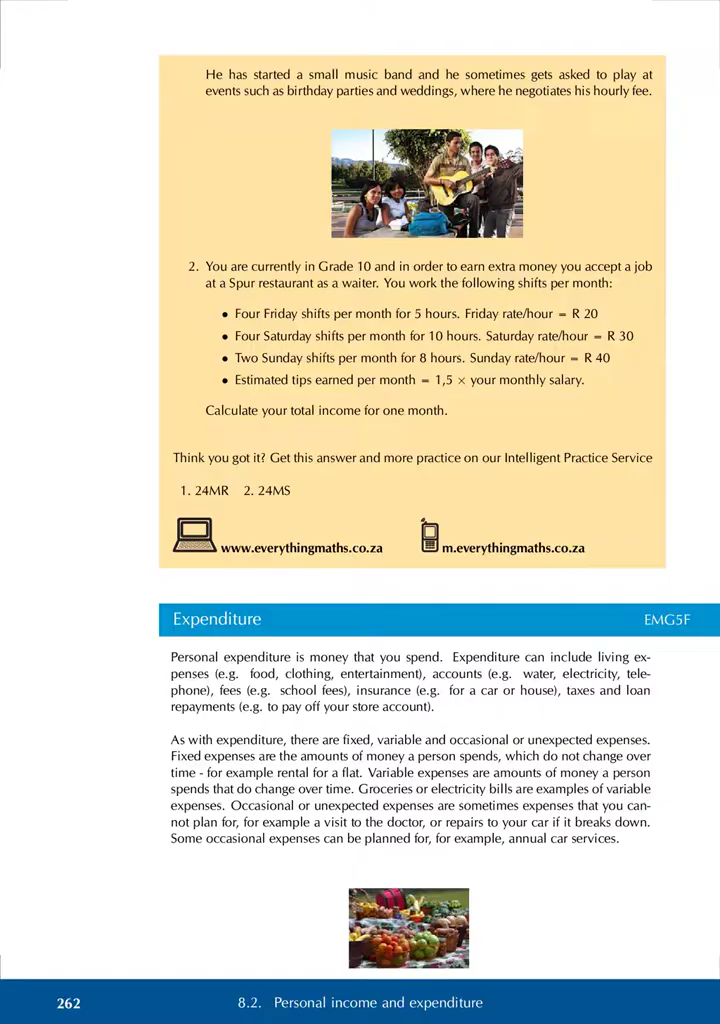 He has started a small music band and he sometimes gets asked to play at
events such as birthday parties and weddings, where he negotiates his hourly fee.
2. You are currently in Grade 10 and in order to earn extra money you accept a job
at a Spur restaurant as a waiter. You work the following shifts per month:
• Four Friday shifts per month for 5 hours. Friday rate/hour = R 20
• Four Saturday shifts per month for 10 hours. Saturday rate/hour = R 30
• Two Sunday shifts per month for 8 hours. Sunday rate/hour = R 40
• Estimated tips earned per month = 1,5 × your monthly salary.
Calculate your total income for one month.
Think you got it? Get this answer and more practice on our Intelligent Practice Service
1. 24MR 2. 24MS
www.everythingmaths.co.za m.everythingmaths.co.za
Expenditure EMG5F
Personal expenditure is money that you spend. Expenditure can include living ex-
penses (e.g. food, clothing, entertainment), accounts (e.g. water, electricity, tele-
phone), fees (e.g. school fees), insurance (e.g. for a car or house), taxes and loan
repayments (e.g. to pay off your store account).
As with expenditure, there are fixed, variable and occasional or unexpected expenses.
Fixed expenses are the amounts of money a person spends, which do not change over
time - for example rental for a flat. Variable expenses are amounts of money a person
spends that do change over time. Groceries or electricity bills are examples of variable
expenses. Occasional or unexpected expenses are sometimes expenses that you can-
not plan for, for example a visit to the doctor, or repairs to your car if it breaks down.
Some occasional expenses can be planned for, for example, annual car services.
262 8.2. Personal income and expenditure